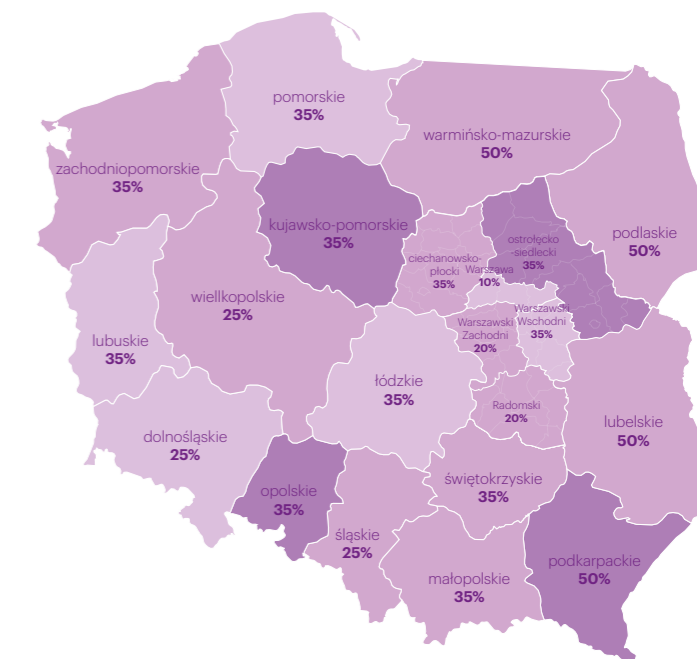 pomorskie
35%
warmińsko-mazurskie
50%
zachodniopomorskie
35%
kujawsko-pomorskie
35%
podlaskie
50%
ostrołęcko
-siedlecki
35%
ciechanowsko-
płocki
35%
Warszawa
10%
wiellkopolskie
25%
Warszawski
Wschodni
35%
Warszawski
Zachodni
20%
lubuskie
35%
łódzkie
35%
Radomski
20%
lubelskie
50%
dolnośląskie
25%
świętokrzyskie
35%
opolskie
35%
śląskie
25%
podkarpackie
50%
małopolskie
35%